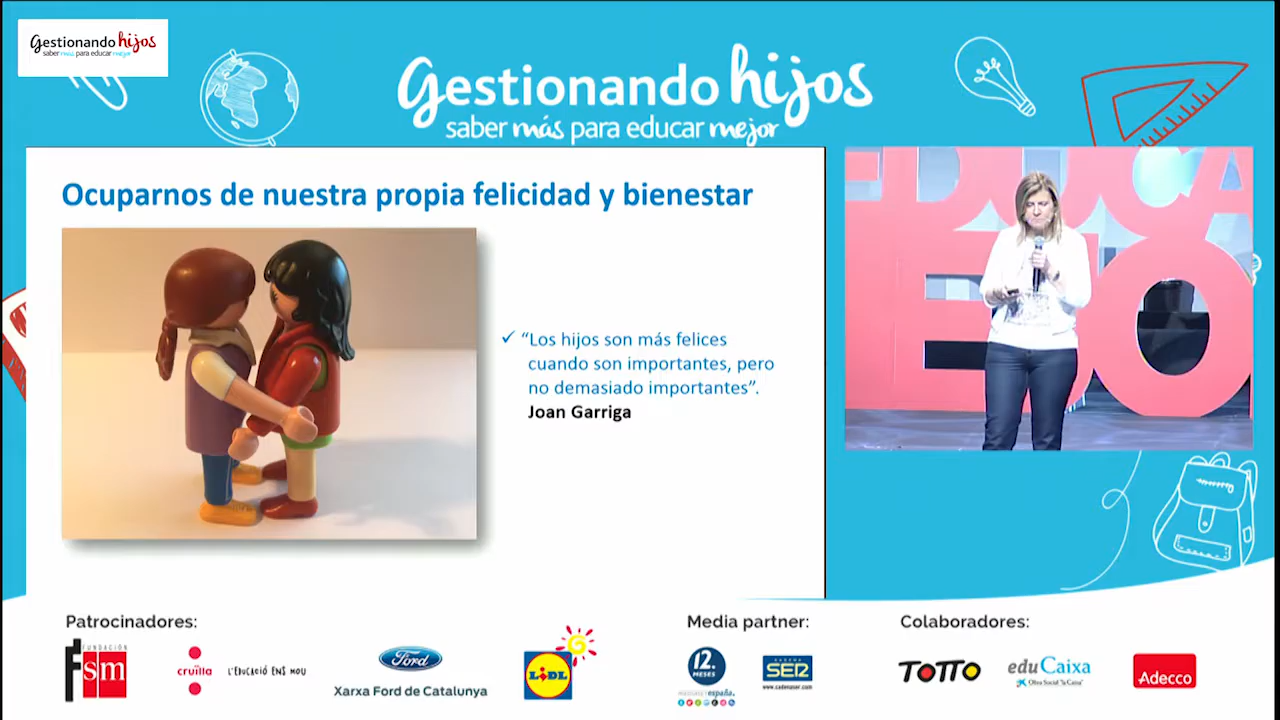 Gestionando hijos
saber más para educar mejor
Gestionando hijos
saber más para educar mejor
Ocuparnos de nuestra propia felicidad y bienestar
✓ “Los hijos son más felices
cuando son importantes, pero
no demasiado importantes”.
Joan Garriga
EDUCA
EO
Patrocinadores:
FUNDACIÓN
sm
cruïlla
L'EDUCACIÓ ENS MOU
Ford
Xarxa Ford de Catalunya
LIDL
Media partner:
12.
MESES
CADENA
SER
www.cadenaser.com
Colaboradores:
TOTTO
eduCaixa
Obra Social "la Caixa"
Adecco